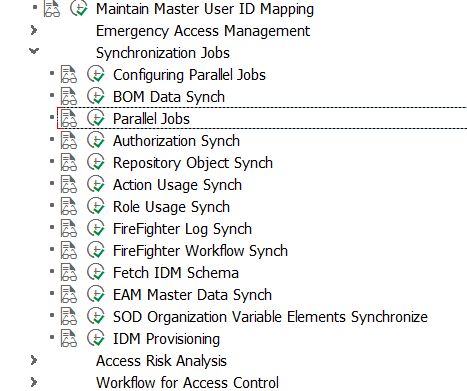 Maintain Master User ID Mapping
Emergency Access Management
Synchronization Jobs
Configuring Parallel Jobs
BOM Data Synch
Parallel Jobs
Authorization Synch
Repository Object Synch
Action Usage Synch
Role Usage Synch
FireFighter Log Synch
FireFighter Workflow Synch
Fetch IDM Schema
EAM Master Data Synch
SOD Organization Variable Elements Synchronize
IDM Provisioning
Access Risk Analysis
Workflow for Access Control